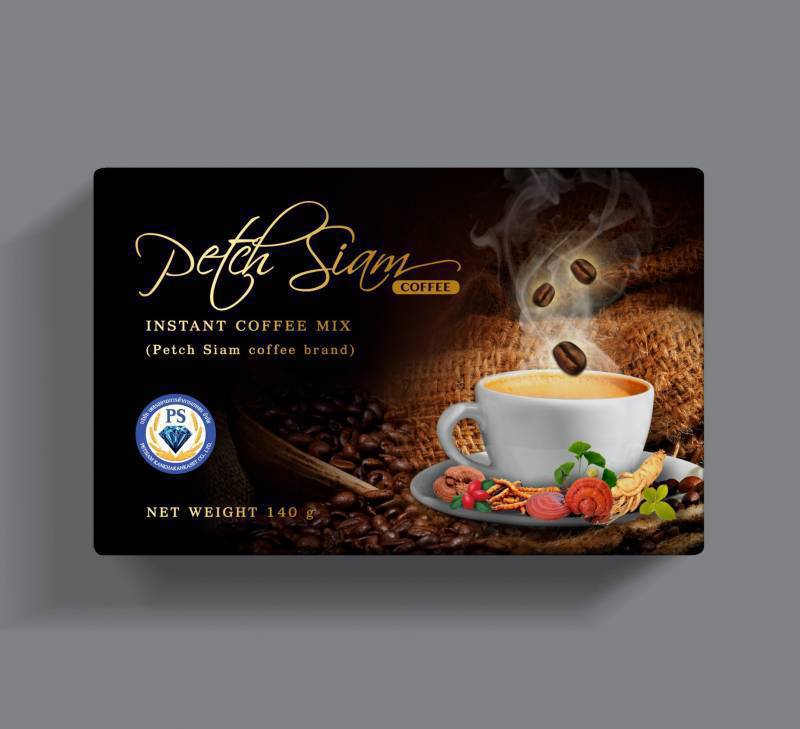 Petch Siam
COFFEE
INSTANT COFFEE MIX
(Petch Siam coffee brand)
PS
NET WEIGHT 140 g